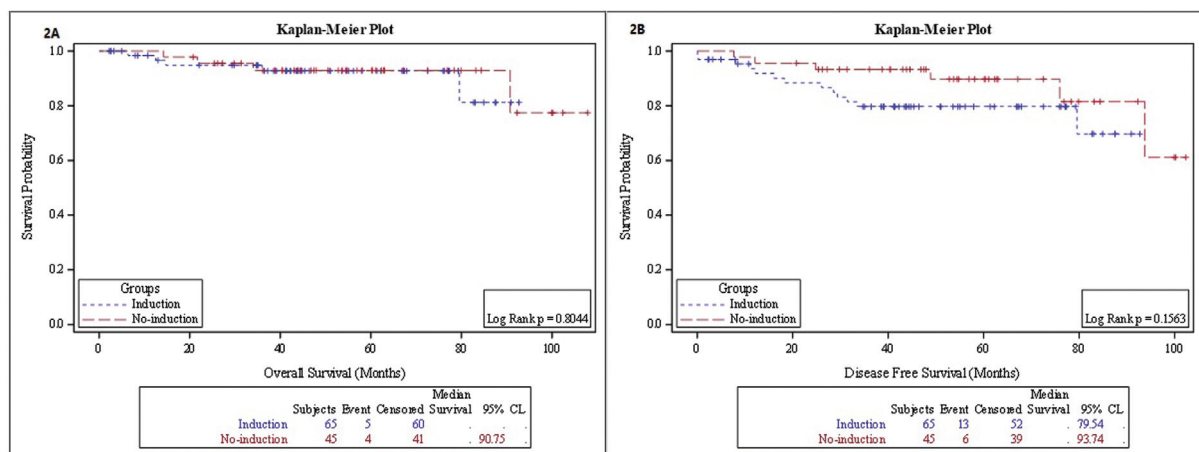 2A
Kaplan-Meier Plot
1.0
0.8
0.6
0.4
0.2
0.0
Survival Probability
Groups
Induction
No-induction
Log Rank p = 0.8044
0 20 40 60 80 100
Overall Survival (Months)
Median
Subjects Event Censored Survival 95% CL
Induction 65 5 60 . . .
No-induction 45 4 41 . 90.75 .
2B
Kaplan-Meier Plot
1.0
0.8
0.6
0.4
0.2
0.0
Survival Probability
Groups
Induction
No-induction
Log Rank p = 0.1563
0 20 40 60 80 100
Disease Free Survival (Months)
Median
Subjects Event Censored Survival 95% CL
Induction 65 13 52 . 79.54 .
No-induction 45 6 39 . 93.74 .